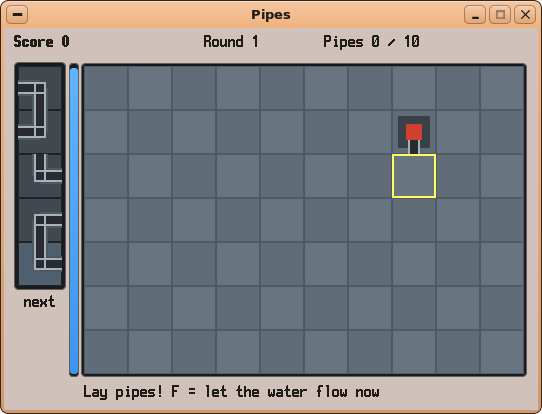 Pipes
Score 0 Round 1 Pipes 0 / 10
next
Lay pipes! F = let the water flow now